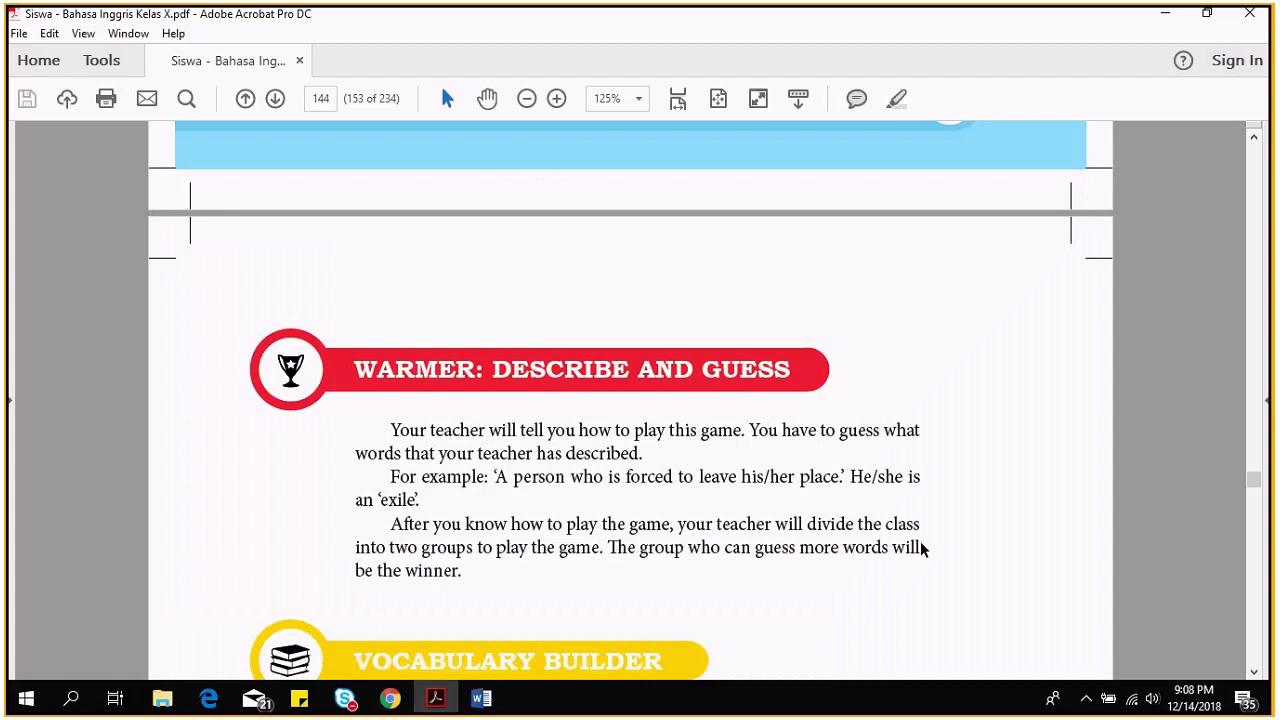 Siswa - Bahasa Inggris Kelas X.pdf - Adobe Acrobat Pro DC
File Edit View Window Help
Home Tools Siswa - Bahasa Ing... × Sign In
144 (153 of 234) 125%
WARMER: DESCRIBE AND GUESS
Your teacher will tell you how to play this game. You have to guess what
words that your teacher has described.
For example: ‘A person who is forced to leave his/her place.’ He/she is
an ‘exile’.
After you know how to play the game, your teacher will divide the class
into two groups to play the game. The group who can guess more words will
be the winner.
VOCABULARY BUILDER
21
9:08 PM
12/14/2018
35